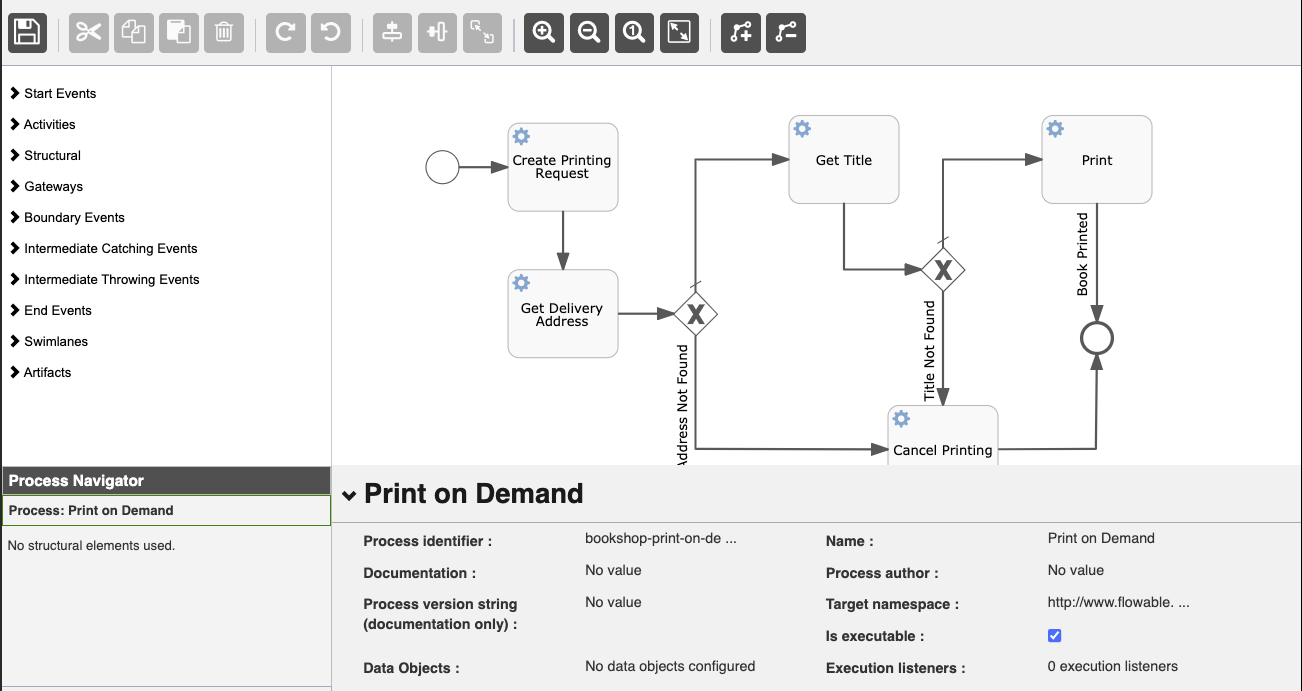 Start Events
Activities
Structural
Gateways
Boundary Events
Intermediate Catching Events
Intermediate Throwing Events
End Events
Swimlanes
Artifacts
Create Printing
Request
Get Delivery
Address
X
Address Not Found
Get Title
X
Title Not Found
Print
Book Printed
Cancel Printing
Process Navigator
Process: Print on Demand
No structural elements used.
Print on Demand
Process identifier : bookshop-print-on-de ... Name : Print on Demand
Documentation : No value Process author : No value
Process version string No value Target namespace : http://www.flowable. ...
(documentation only) :
Is executable :
Data Objects : No data objects configured Execution listeners : 0 execution listeners